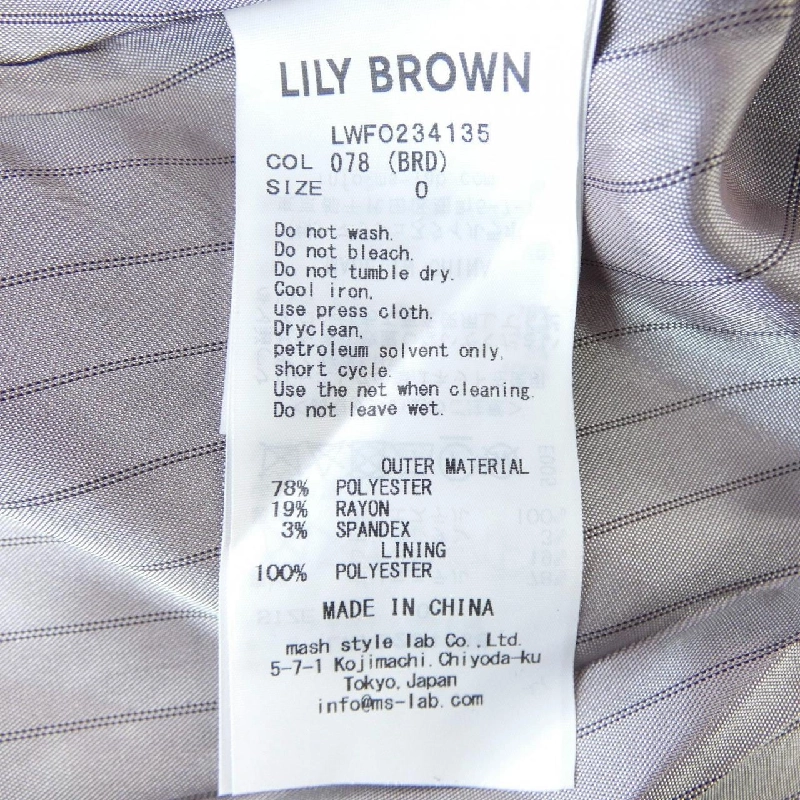 LILY BROWN
LWFO234135
COL 078 (BRD)
SIZE 0
Do not wash.
Do not bleach.
Do not tumble dry.
Cool iron,
use press cloth.
Dryclean,
petroleum solvent only,
short cycle.
Use the net when cleaning.
Do not leave wet.
OUTER MATERIAL
78% POLYESTER
19% RAYON
3% SPANDEX
LINING
100% POLYESTER
MADE IN CHINA
mash style lab Co.,Ltd.
5-7-1 Kojimachi.Chiyoda-ku
Tokyo,Japan
info@ms-lab.com